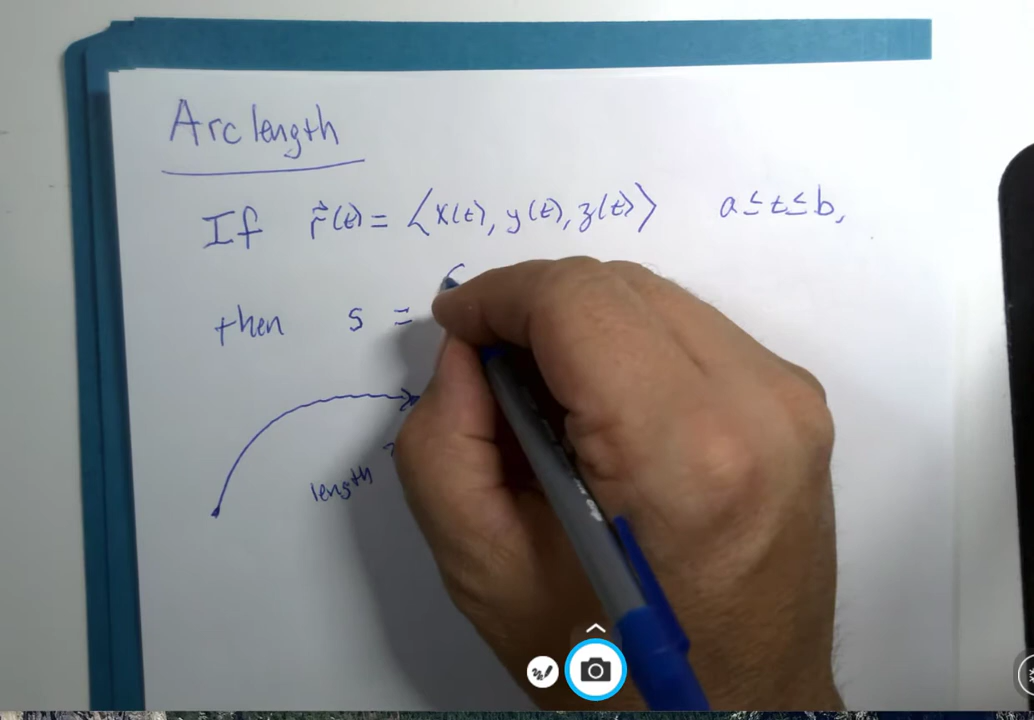 Arc length
If r⃗(t) = ⟨x(t), y(t), z(t)⟩ a≤t≤b,
then s =
length